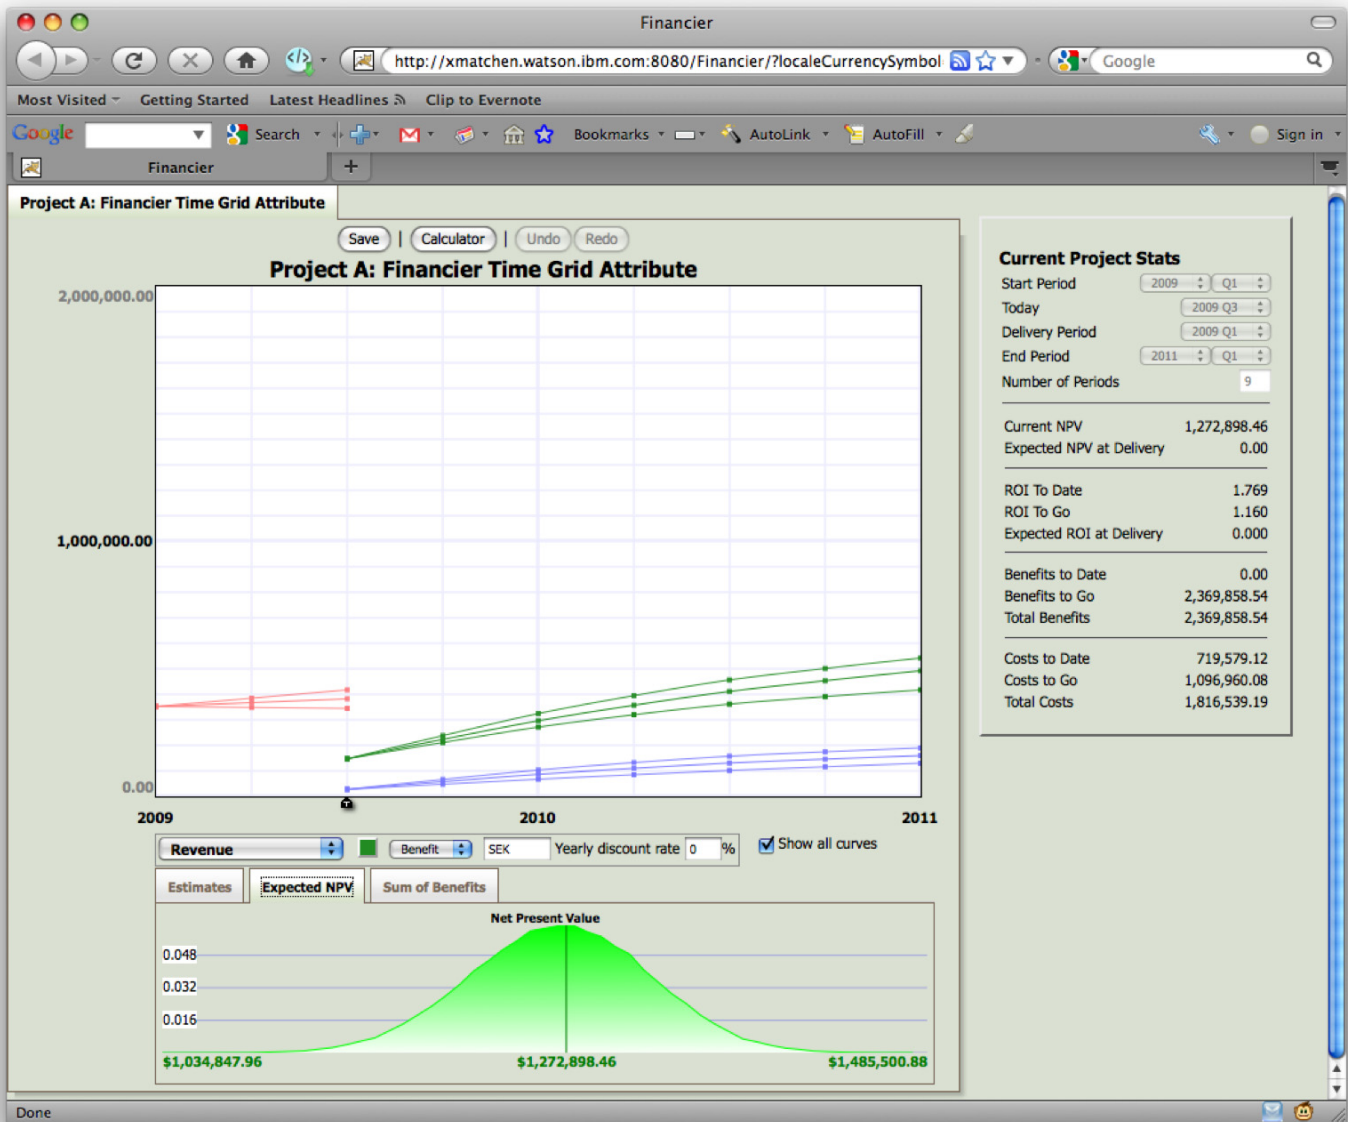 Financier
http://xmatchen.watson.ibm.com:8080/Financier/?localeCurrencySymbol
Google
Most Visited
Getting Started
Latest Headlines
Clip to Evernote
Google
Search
Bookmarks
AutoLink
AutoFill
Sign in
Financier
+
Project A: Financier Time Grid Attribute
Save | Calculator | Undo Redo
Project A: Financier Time Grid Attribute
2,000,000.00
1,000,000.00
0.00
T
2009 2010 2011
Revenue Benefit SEK Yearly discount rate 0 % Show all curves
Estimates Expected NPV Sum of Benefits
Net Present Value
0.048
0.032
0.016
$1,034,847.96 $1,272,898.46 $1,485,500.88
Current Project Stats
Start Period 2009 Q1
Today 2009 Q3
Delivery Period 2009 Q1
End Period 2011 Q1
Number of Periods 9
Current NPV 1,272,898.46
Expected NPV at Delivery 0.00
ROI To Date 1.769
ROI To Go 1.160
Expected ROI at Delivery 0.000
Benefits to Date 0.00
Benefits to Go 2,369,858.54
Total Benefits 2,369,858.54
Costs to Date 719,579.12
Costs to Go 1,096,960.08
Total Costs 1,816,539.19
Done